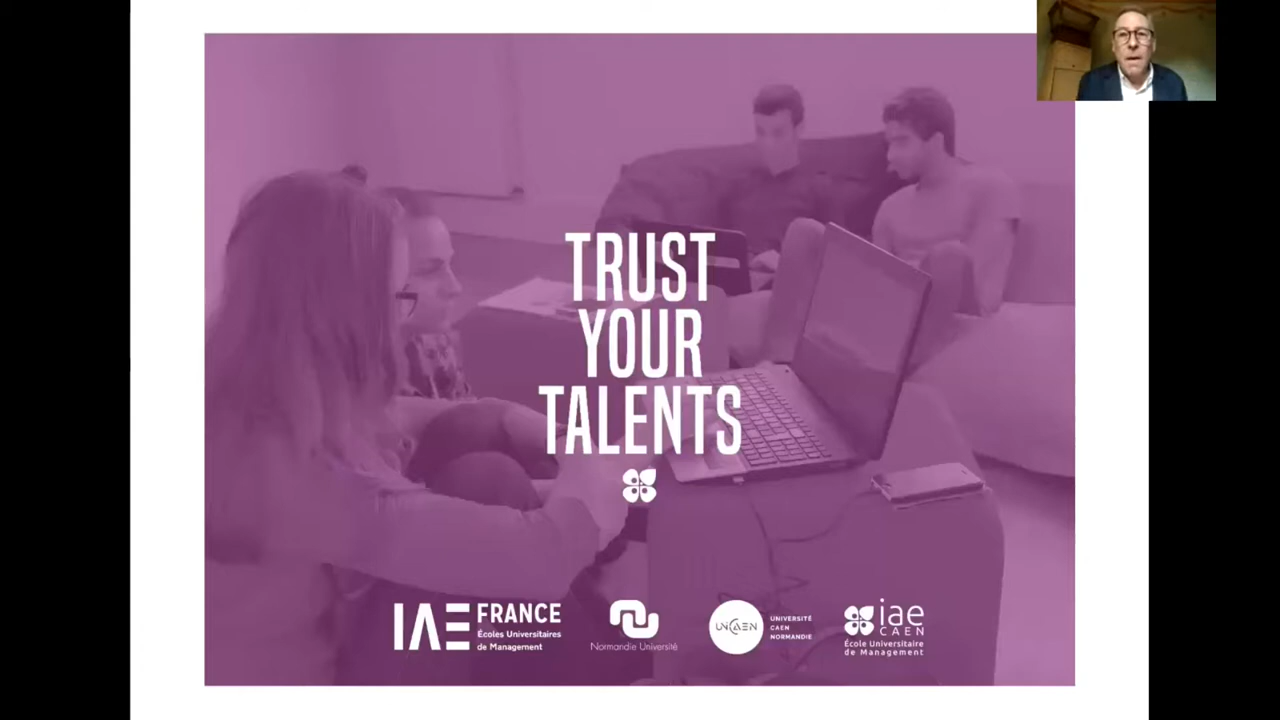 TRUST
YOUR
TALENTS
IAE FRANCE
Écoles Universitaires
de Management
Normandie Université
UNICAEN
UNIVERSITÉ
CAEN
NORMANDIE
iae
CAEN
École Universitaire
de Management